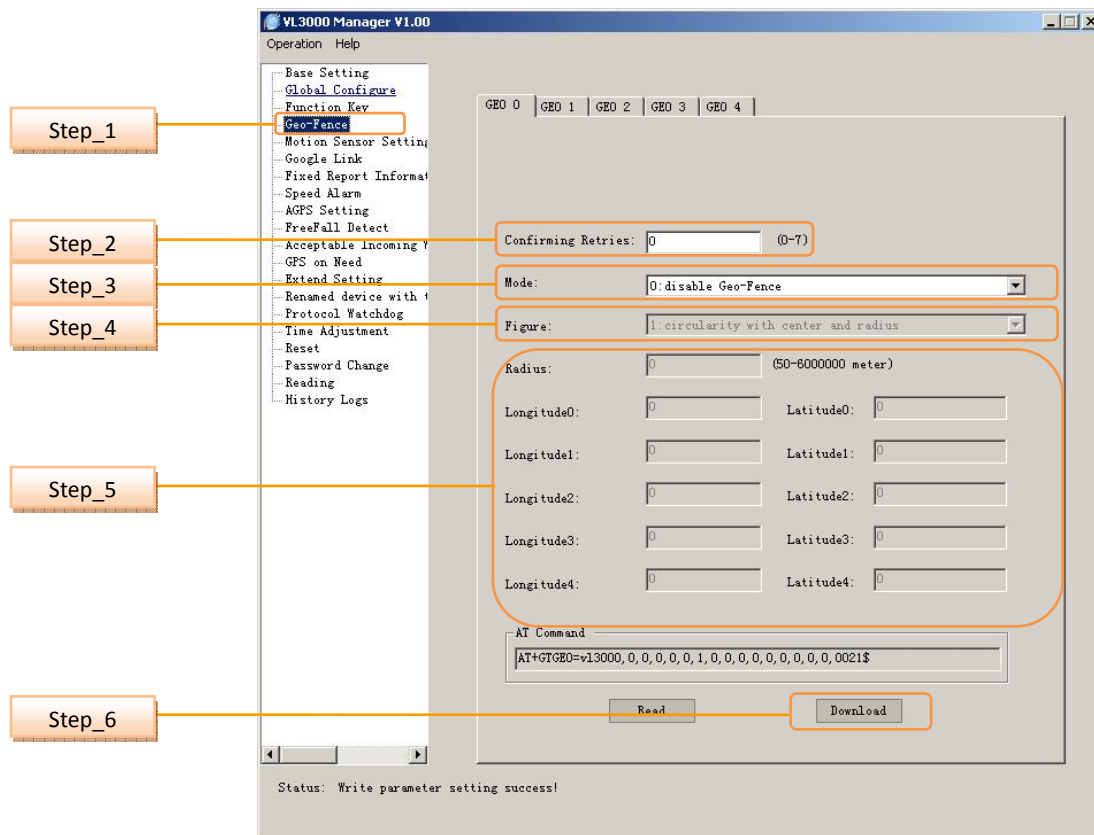 VL3000 Manager V1.00
Operation Help
Base Setting
Global Configure
Function Key
Geo-Fence
Motion Sensor Setting
Google Link
Fixed Report Informat
Speed Alarm
AGPS Setting
FreeFall Detect
Acceptable Incoming
GPS on Need
Extend Setting
Renamed device with
Protocol Watchdog
Time Adjustment
Reset
Password Change
Reading
History Logs
Step_1
Step_2
Step_3
Step_4
Step_5
Step_6
GEO 0 GEO 1 GEO 2 GEO 3 GEO 4
Confirming Retries: 0 (0-7)
Mode: 0:disable Geo-Fence
Figure: 1:circularity with center and radius
Radius: 0 (50-6000000 meter)
Longitude0: 0 Latitude0: 0
Longitude1: 0 Latitude1: 0
Longitude2: 0 Latitude2: 0
Longitude3: 0 Latitude3: 0
Longitude4: 0 Latitude4: 0
AT Command
AT+GTGEO=vl3000,0,0,0,0,0,1,0,0,0,0,0,0,0,0,0,0,0021$
Read Download
Status: Write parameter setting success!